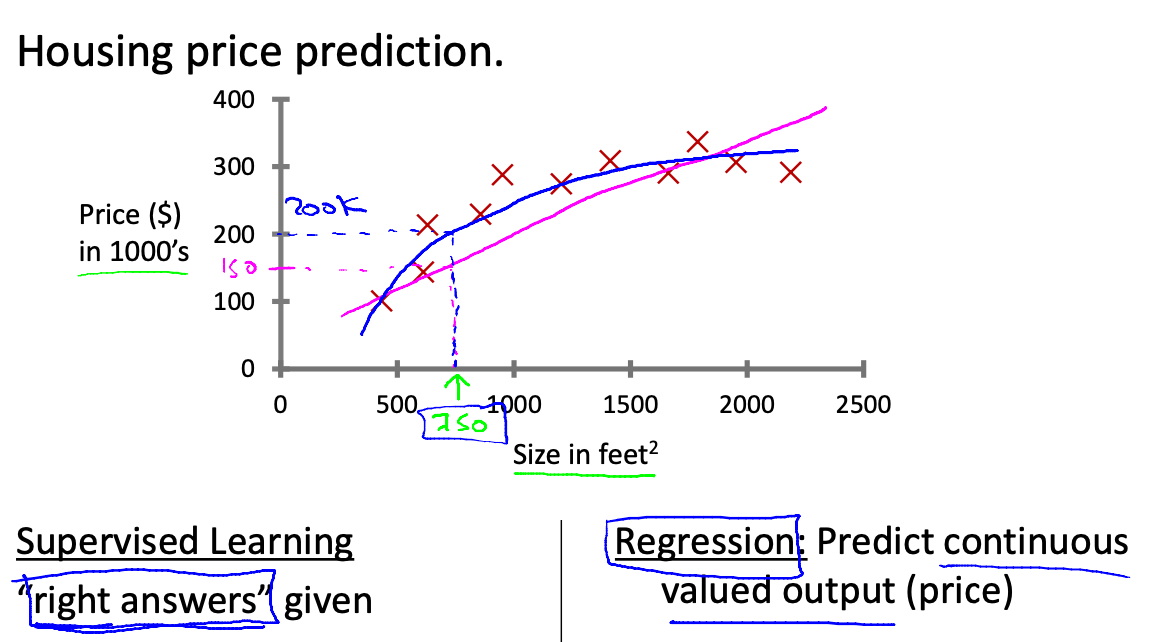 Housing price prediction.
400
300
200K
Price ($)
in 1000's
200
150
100
0
0 500 1000 1500 2000 2500
750
Size in feet²
Supervised Learning
“right answers” given
Regression: Predict continuous
valued output (price)